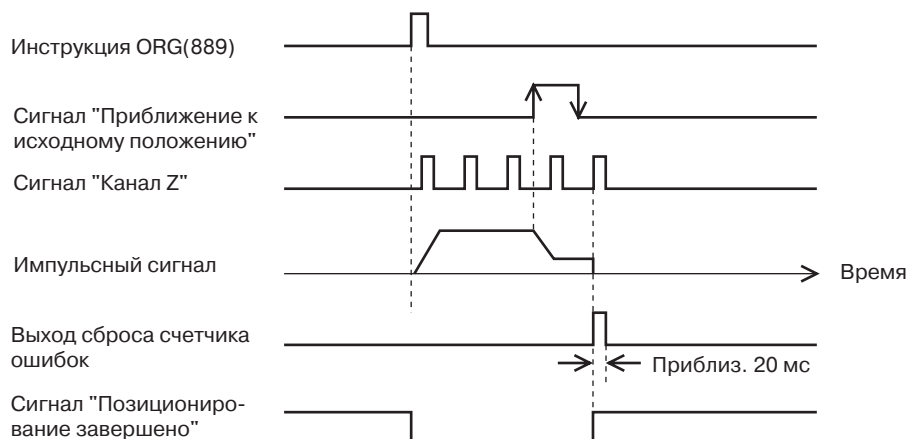 Инструкция ORG(889)
Сигнал "Приближение к
исходному положению"
Сигнал "Канал Z"
Импульсный сигнал
Время
Выход сброса счетчика
ошибок
Приблиз. 20 мс
Сигнал "Позициониро-
вание завершено"